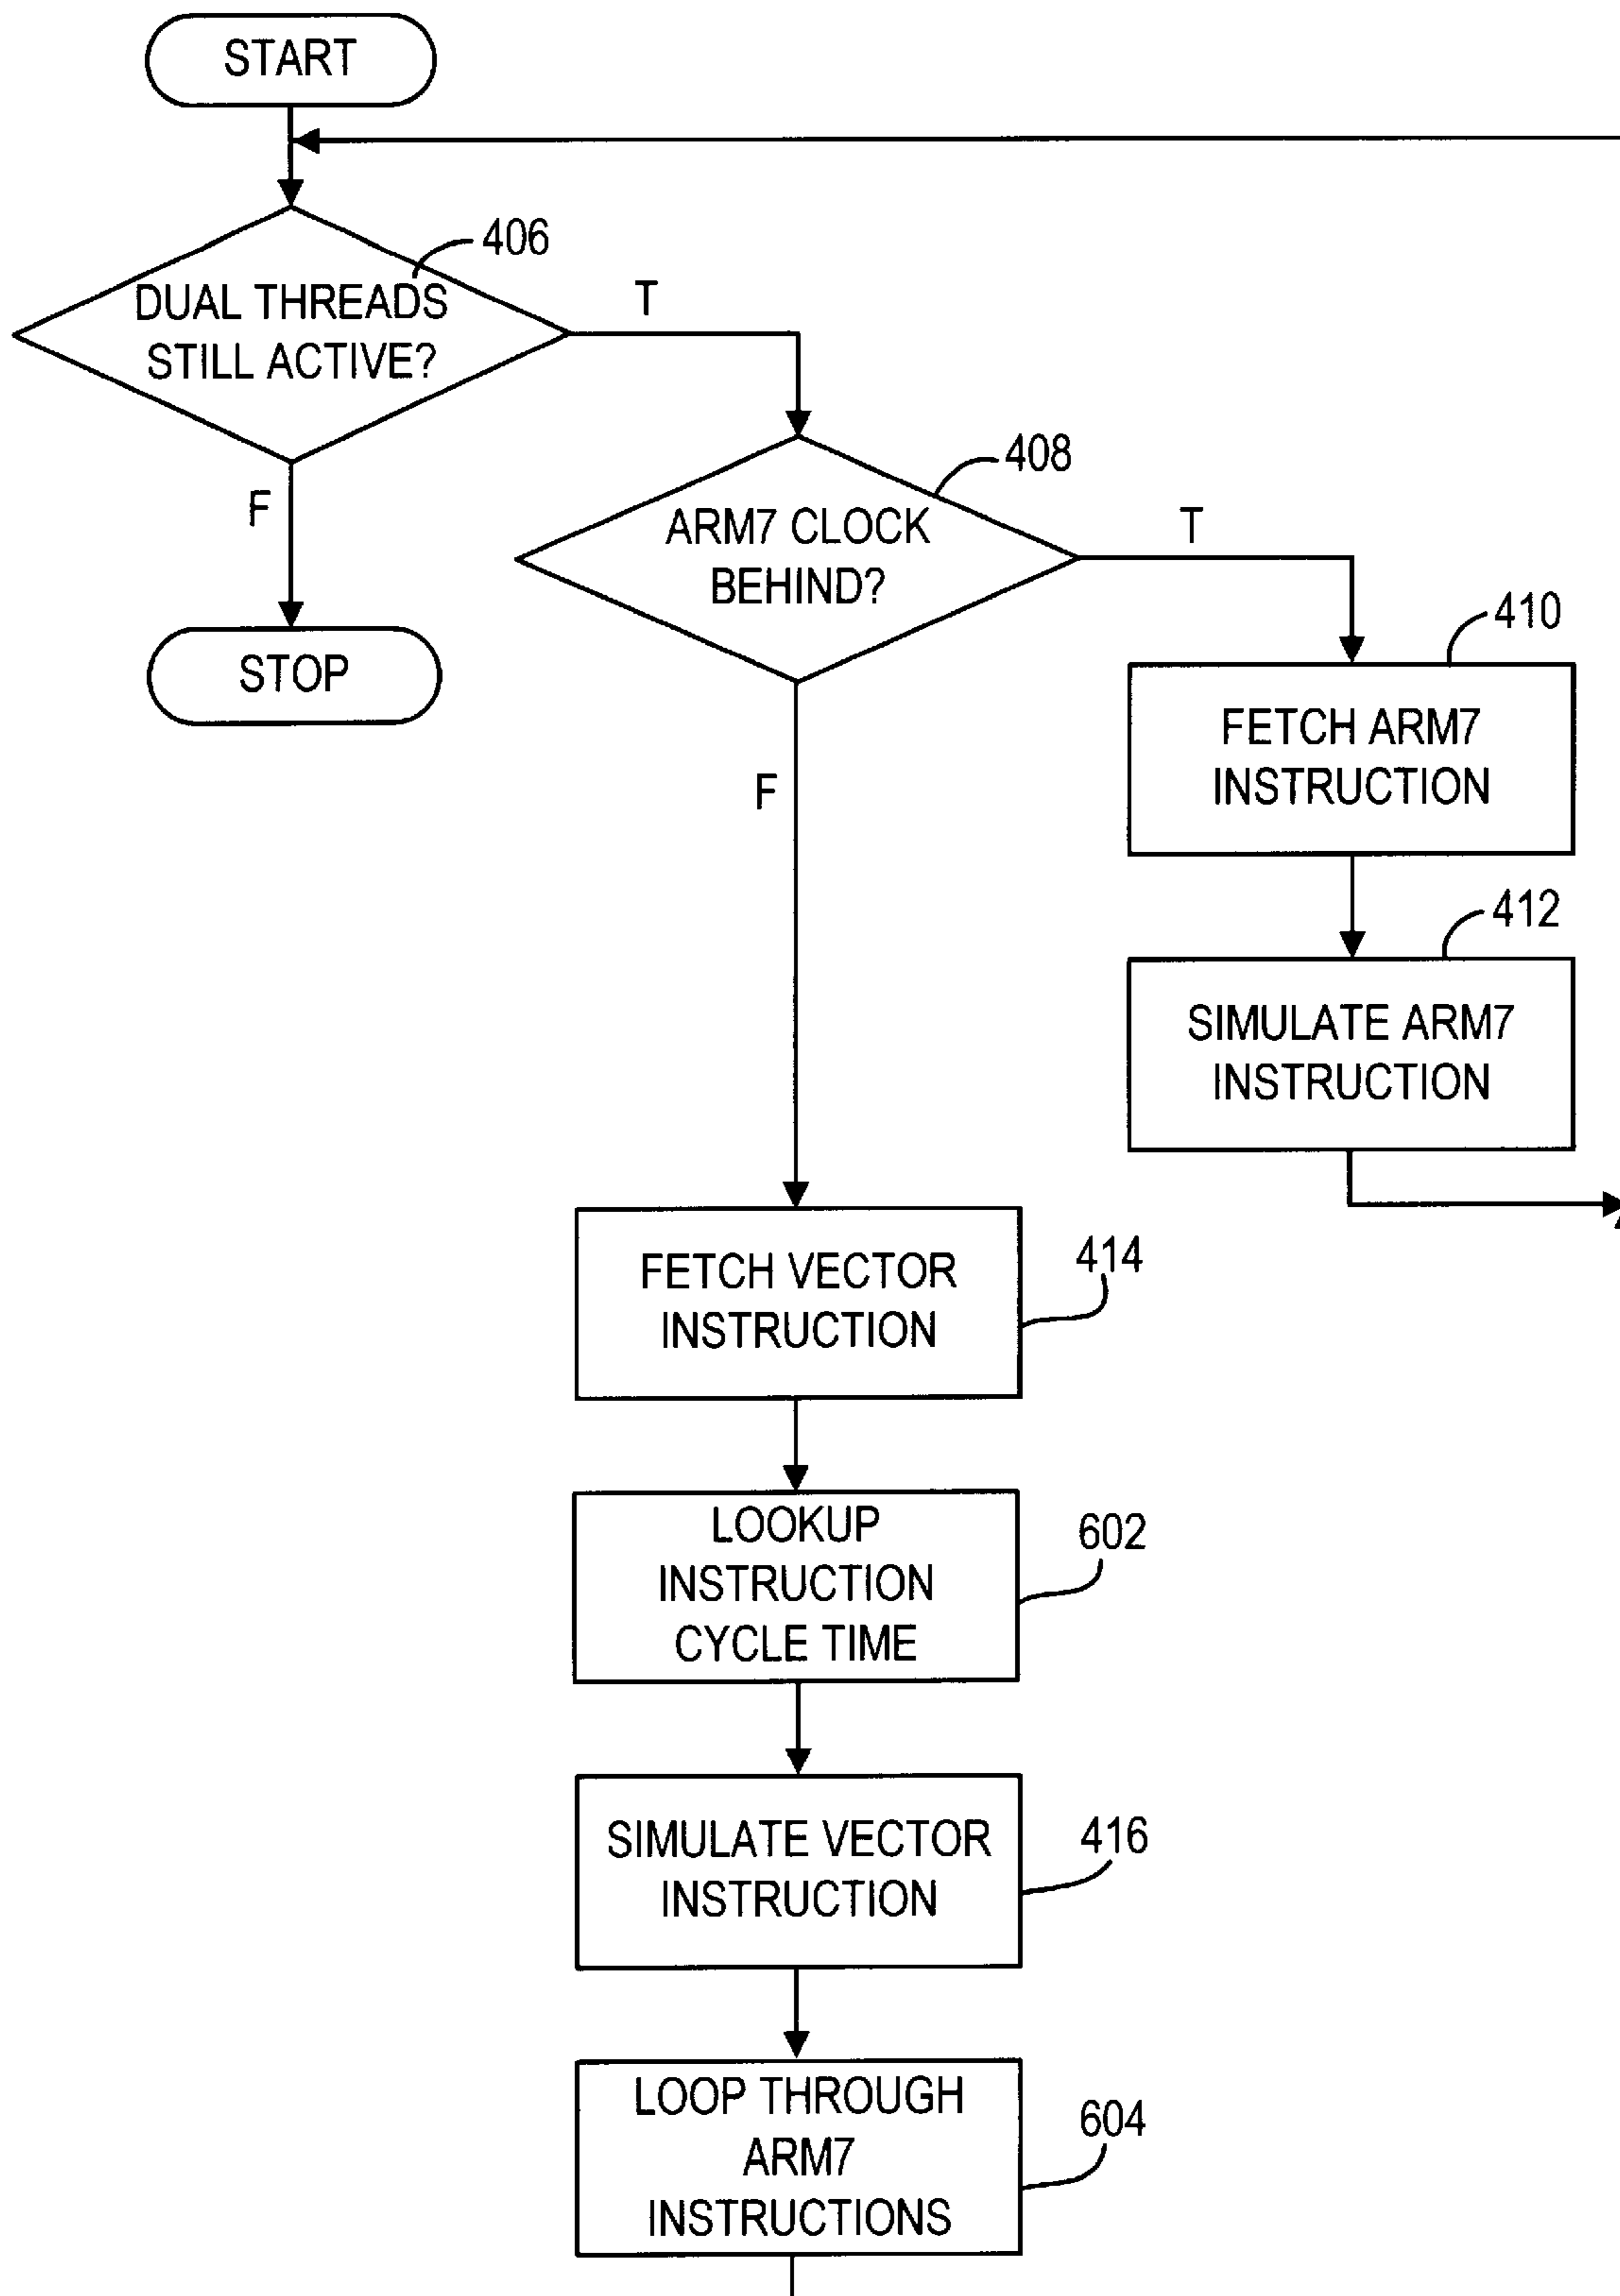 START
406
DUAL THREADS
STILL ACTIVE?
T
F
STOP
408
ARM7 CLOCK
BEHIND?
T
F
410
FETCH ARM7
INSTRUCTION
412
SIMULATE ARM7
INSTRUCTION
FETCH VECTOR
INSTRUCTION
414
LOOKUP
INSTRUCTION
CYCLE TIME
602
SIMULATE VECTOR
INSTRUCTION
416
LOOP THROUGH
ARM7
INSTRUCTIONS
604